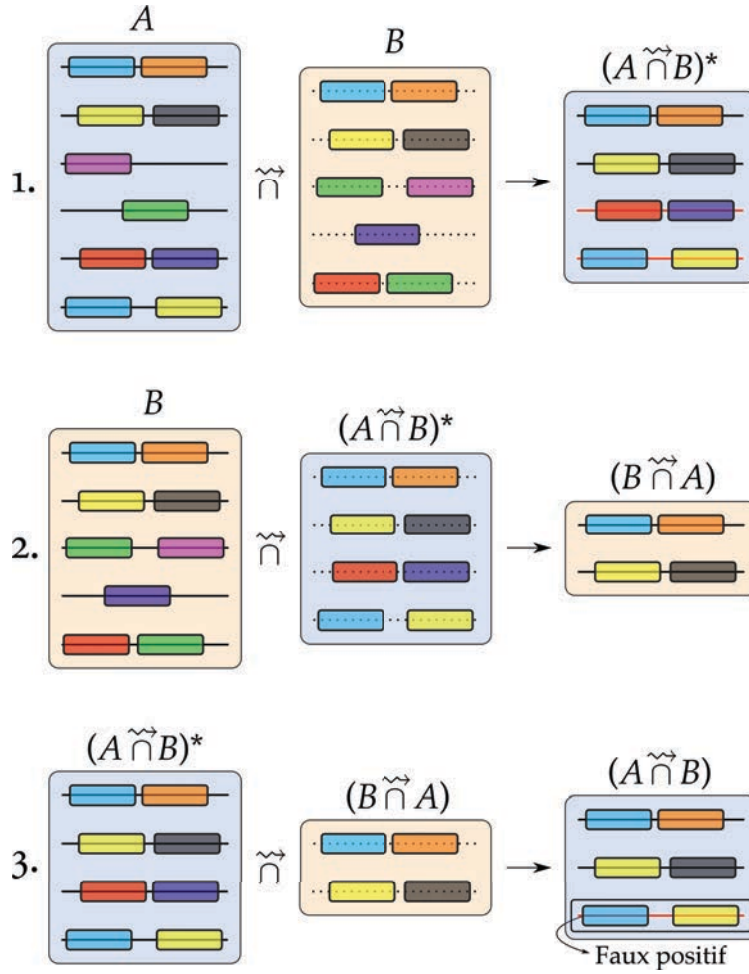 A
B
(A ∩⃗ B)*
1.
∩⃗
B
(A ∩⃗ B)*
(B ∩⃗ A)
2.
∩⃗
(A ∩⃗ B)*
(B ∩⃗ A)
(A ∩⃗ B)
3.
∩⃗
Faux positif